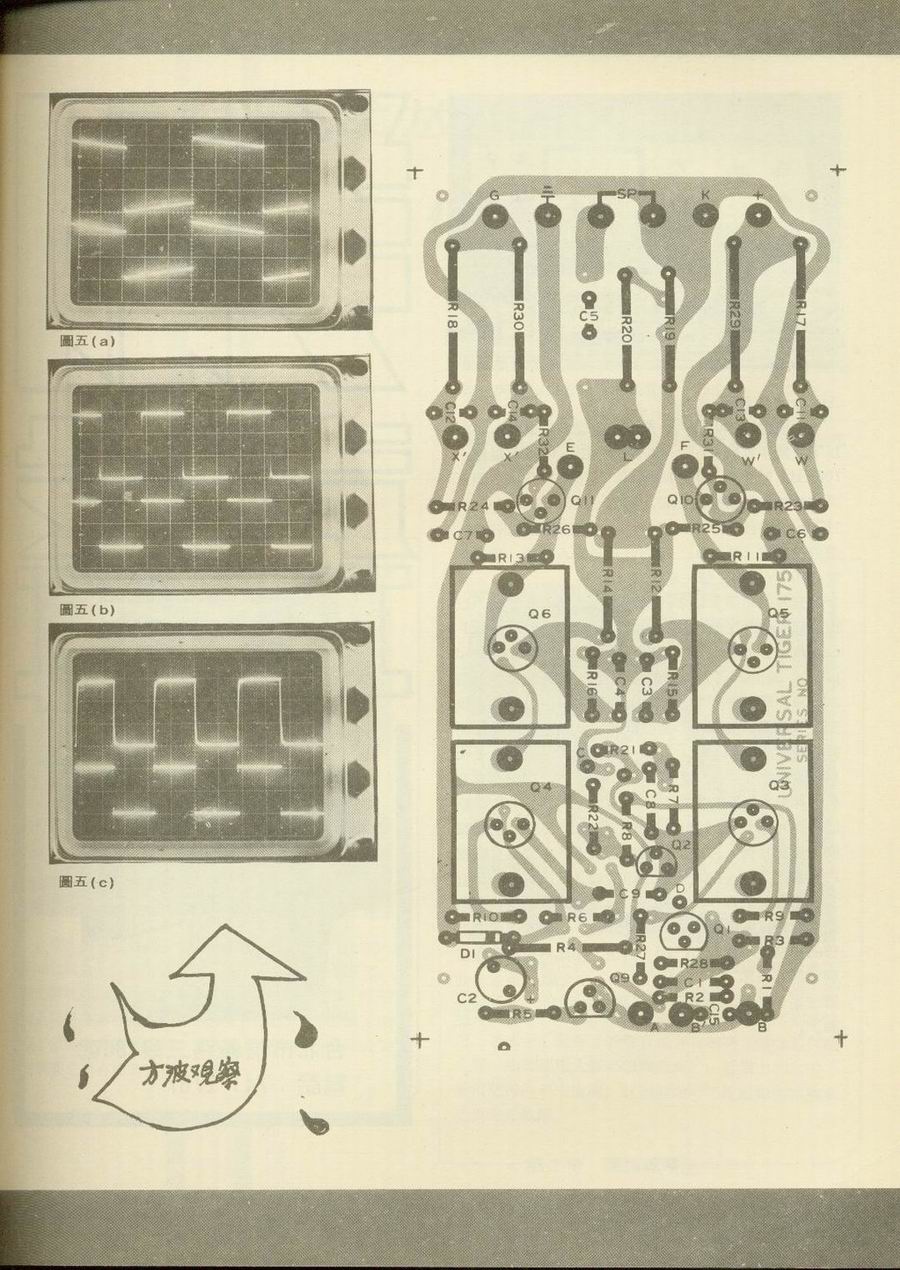 圖五(a)
圖五(b)
圖五(c)
方波观察
G SP K +
R18 R30 C5 R20 R19 R29 R17
C12 C14 R32 R31 C13 C11
X' X' E L F W' W
R24 Q11 Q10 R23
C7 R26 R25 C6
R13 R14 R12 R11
Q6 Q5
R16 C4 C3 R15
UNIVERSAL TIGER 175
SERIES NO
R21
Q4 R22 R8 C8 R7 Q3
Q2
C9 D
R10 R6 R9
D1 R4 R27 Q1 R3
R28
C2 Q9 C1 R1
+ R2
R5 A B' C15 B